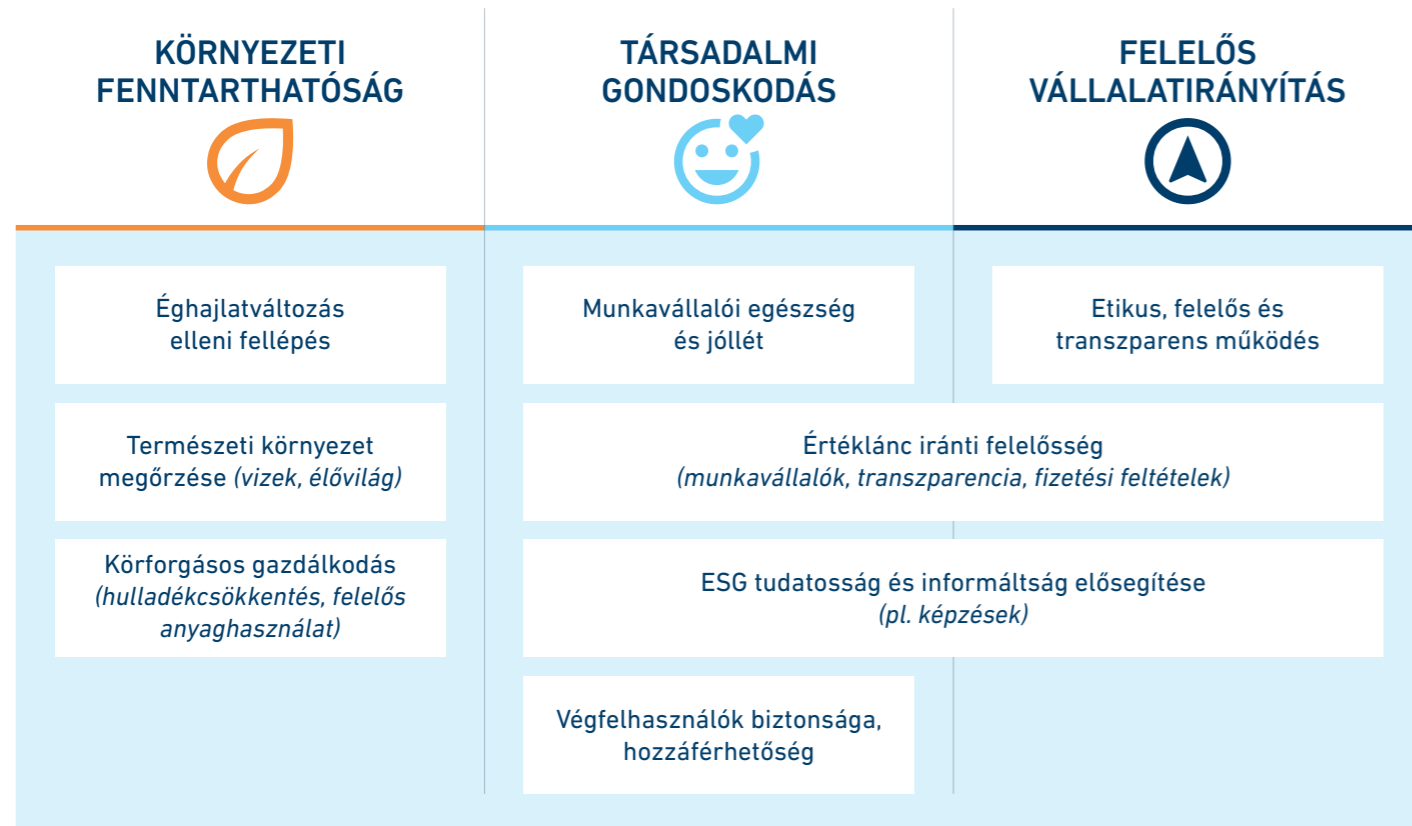 KÖRNYEZETI
FENNTARTHATÓSÁG
TÁRSADALMI
GONDOSKODÁS
FELELŐS
VÁLLALATIRÁNYÍTÁS
Éghajlatváltozás
elleni fellépés
Munkavállalói egészség
és jóllét
Etikus, felelős és
transzparens működés
Természeti környezet
megőrzése (vizek, élővilág)
Értéklánc iránti felelősség
(munkavállalók, transzparencia, fizetési feltételek)
Körforgásos gazdálkodás
(hulladékcsökkentés, felelős
anyaghasználat)
ESG tudatosság és informáltság elősegítése
(pl. képzések)
Végfelhasználók biztonsága,
hozzáférhetőség